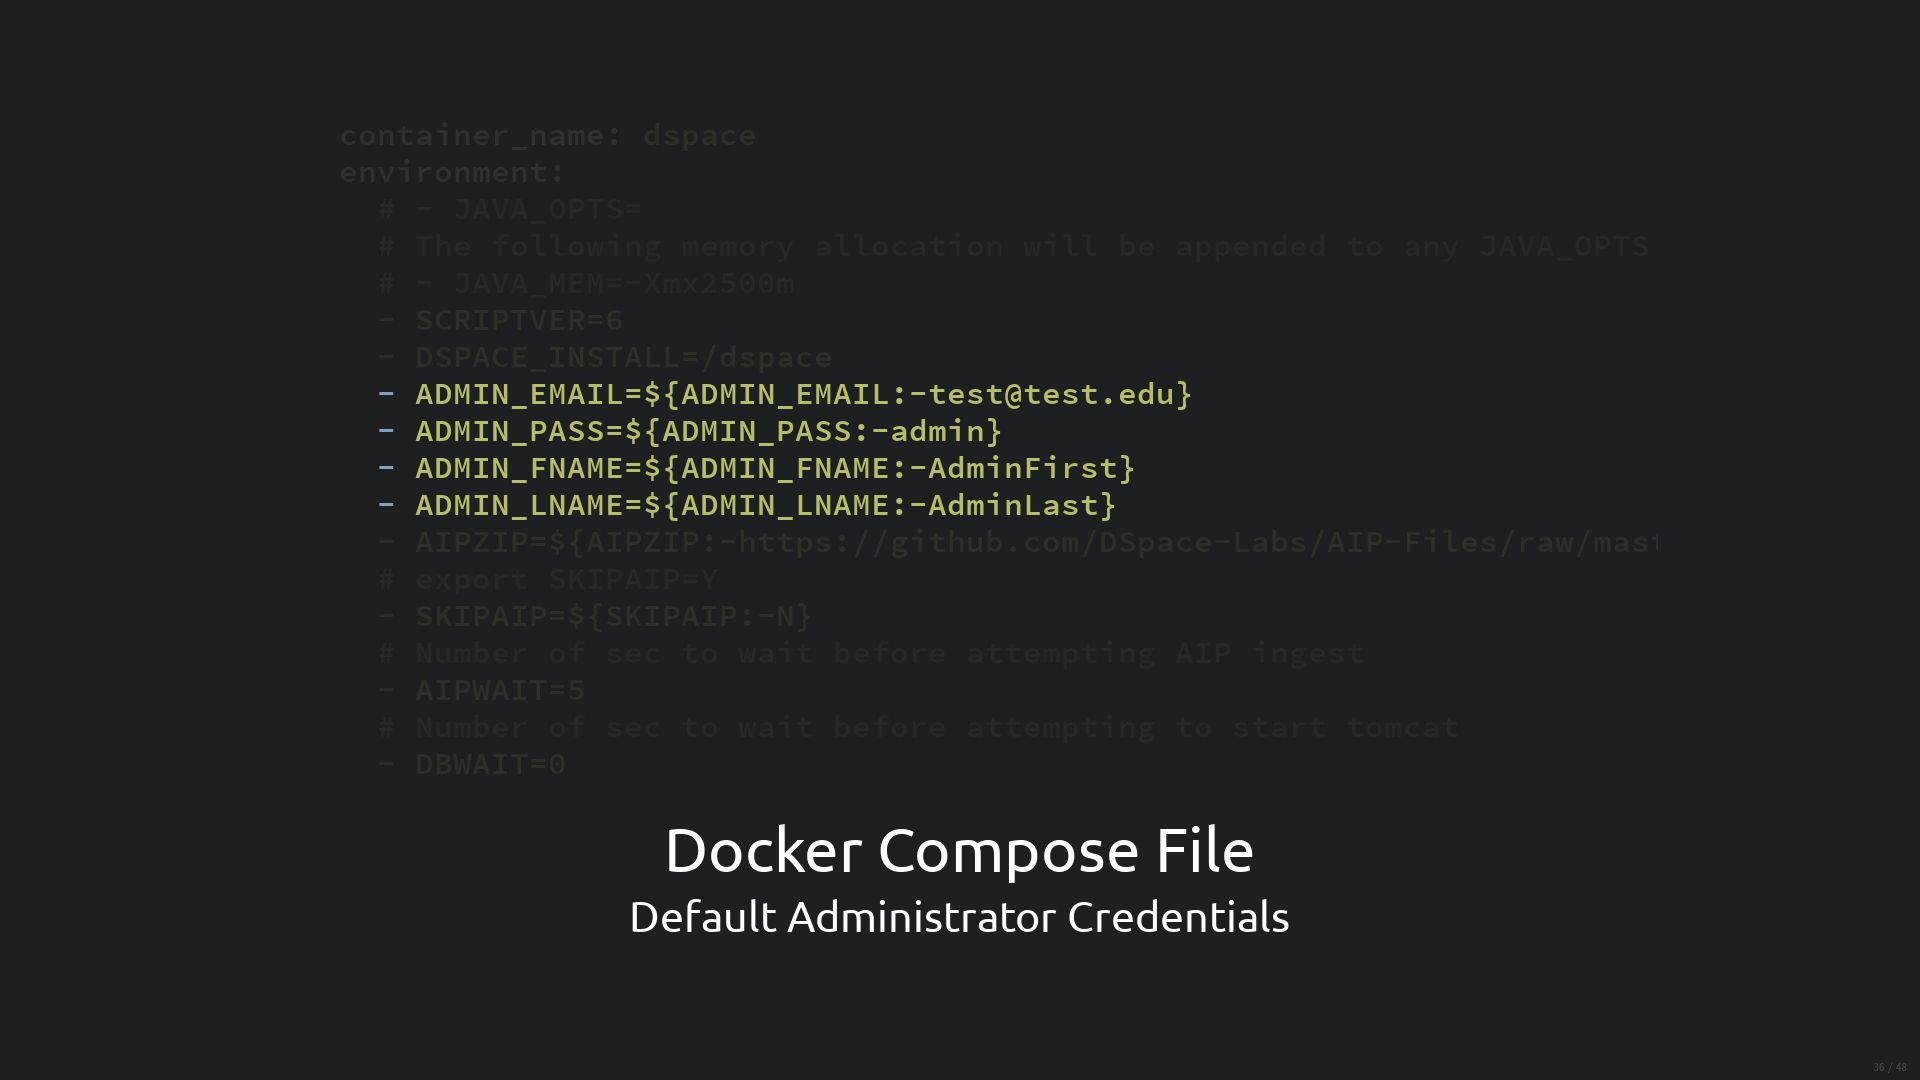 container_name: dspace
environment:
# - JAVA_OPTS=
# The following memory allocation will be appended to any JAVA_OPTS
# - JAVA_MEM=-Xmx2500m
- SCRIPTVER=6
- DSPACE_INSTALL=/dspace
- ADMIN_EMAIL=${ADMIN_EMAIL:-test@test.edu}
- ADMIN_PASS=${ADMIN_PASS:-admin}
- ADMIN_FNAME=${ADMIN_FNAME:-AdminFirst}
- ADMIN_LNAME=${ADMIN_LNAME:-AdminLast}
- AIPZIP=${AIPZIP:-https://github.com/DSpace-Labs/AIP-Files/raw/mast
# export SKIPAIP=Y
- SKIPAIP=${SKIPAIP:-N}
# Number of sec to wait before attempting AIP ingest
- AIPWAIT=5
# Number of sec to wait before attempting to start tomcat
- DBWAIT=0
Docker Compose File
Default Administrator Credentials
36 / 48